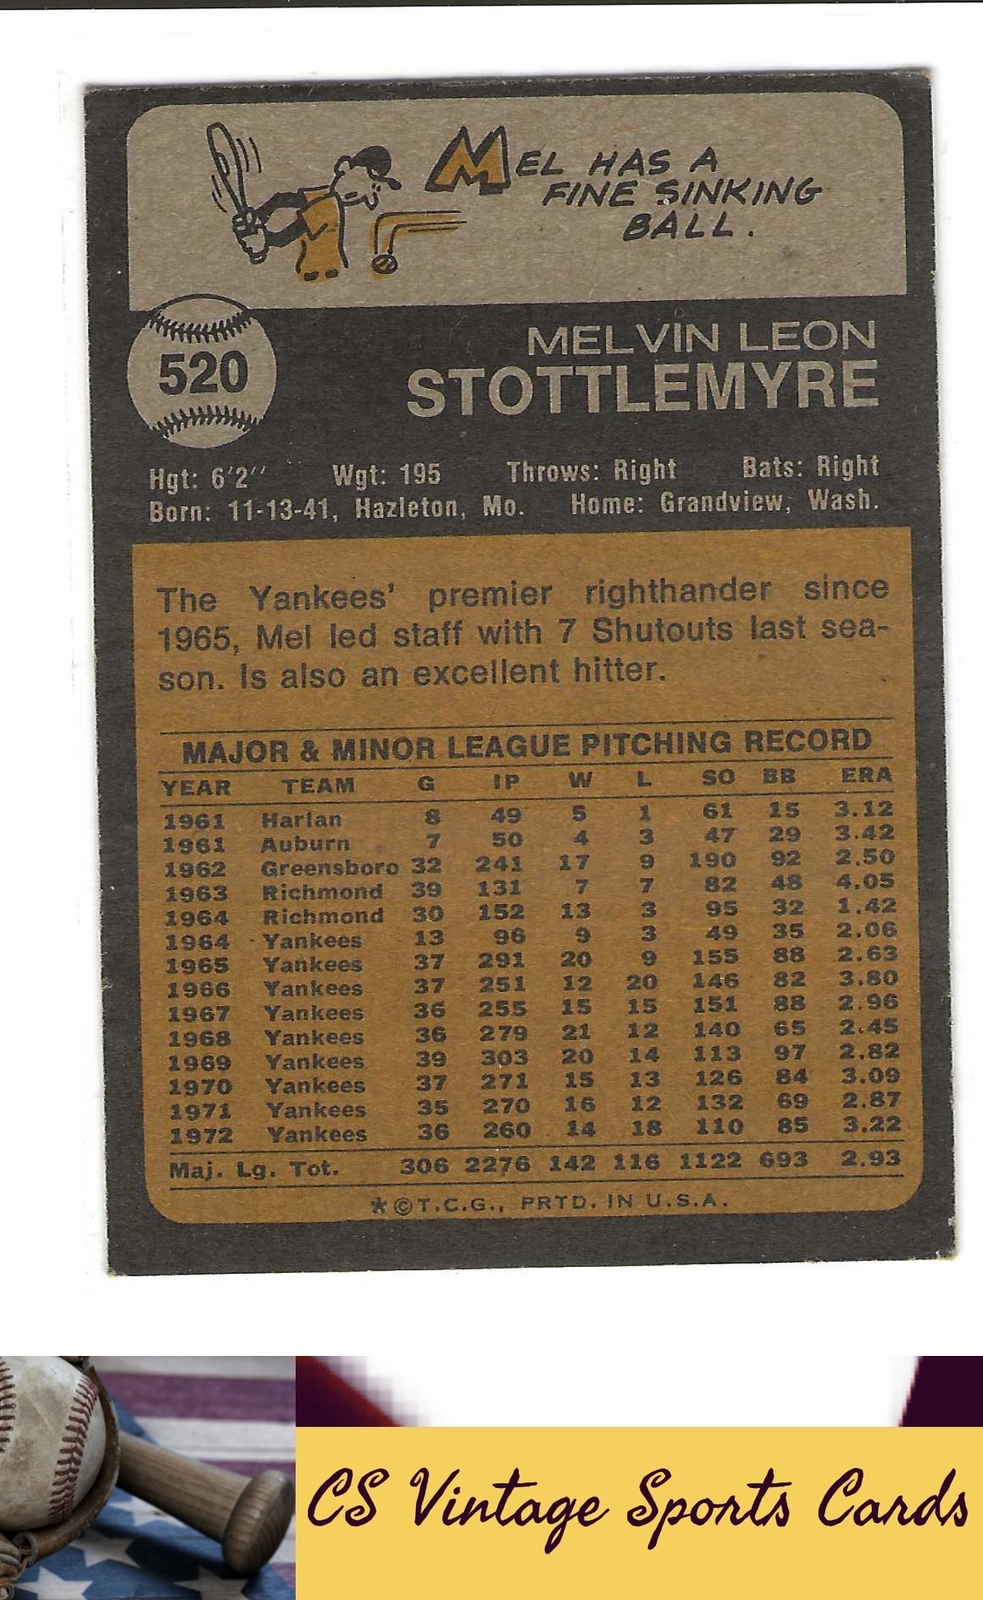 MEL HAS A
FINE SINKING
BALL.
520
MELVIN LEON
STOTTLEMYRE
Hgt: 6'2" Wgt: 195 Throws: Right Bats: Right
Born: 11-13-41, Hazleton, Mo. Home: Grandview, Wash.
The Yankees' premier righthander since
1965, Mel led staff with 7 Shutouts last sea-
son. Is also an excellent hitter.
MAJOR & MINOR LEAGUE PITCHING RECORD
YEAR TEAM G IP W L SO BB ERA
1961 Harlan 8 49 5 1 61 15 3.12
1961 Auburn 7 50 4 3 47 29 3.42
1962 Greensboro 32 241 17 9 190 92 2.50
1963 Richmond 39 131 7 7 82 48 4.05
1964 Richmond 30 152 13 3 95 32 1.42
1964 Yankees 13 96 9 3 49 35 2.06
1965 Yankees 37 291 20 9 155 88 2.63
1966 Yankees 37 251 12 20 146 82 3.80
1967 Yankees 36 255 15 15 151 88 2.96
1968 Yankees 36 279 21 12 140 65 2.45
1969 Yankees 39 303 20 14 113 97 2.82
1970 Yankees 37 271 15 13 126 84 3.09
1971 Yankees 35 270 16 12 132 69 2.87
1972 Yankees 36 260 14 18 110 85 3.22
Maj. Lg. Tot. 306 2276 142 116 1122 693 2.93
*©T.C.G., PRTD. IN U.S.A.
CS Vintage Sports Cards